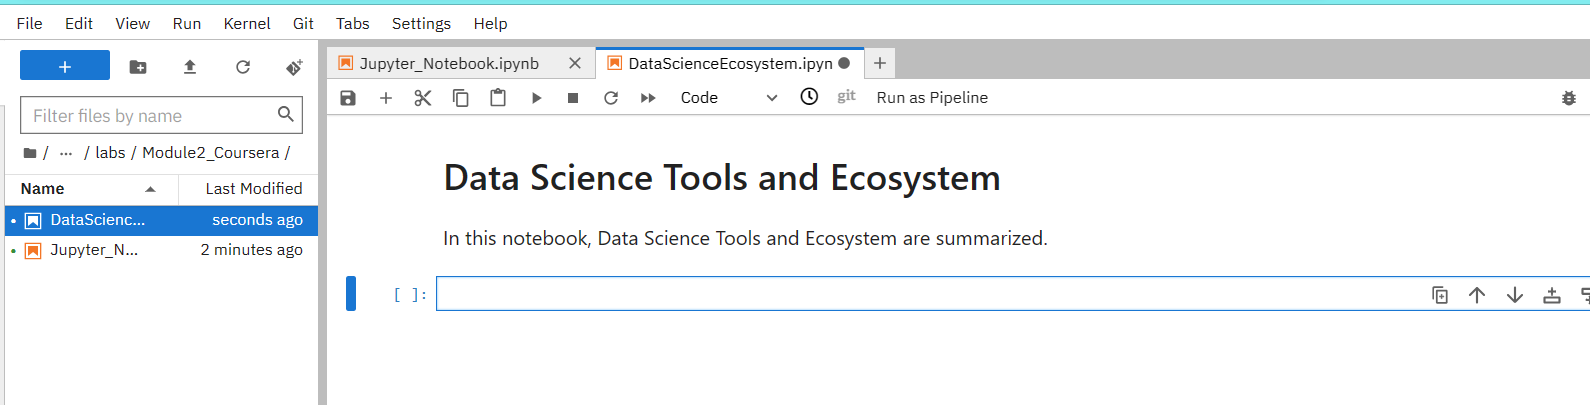 File Edit View Run Kernel Git Tabs Settings Help
+
Filter files by name
/ ... / labs / Module2_Coursera /
Name Last Modified
DataScienc... seconds ago
Jupyter_N... 2 minutes ago
Jupyter_Notebook.ipynb
DataScienceEcosystem.ipyn
Code git Run as Pipeline
Data Science Tools and Ecosystem
In this notebook, Data Science Tools and Ecosystem are summarized.
[ ]: